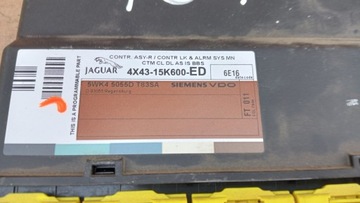 CONTR. ASY-R / CONTR LK & ALRM SYS.MN
CTM CL DL AS IS BBS
JAGUAR
4X43-15K600-ED
6E16
5WK4 8065D
SIEMENS VDO
FT 011
THIS IS A PROGRAMMABLE PART